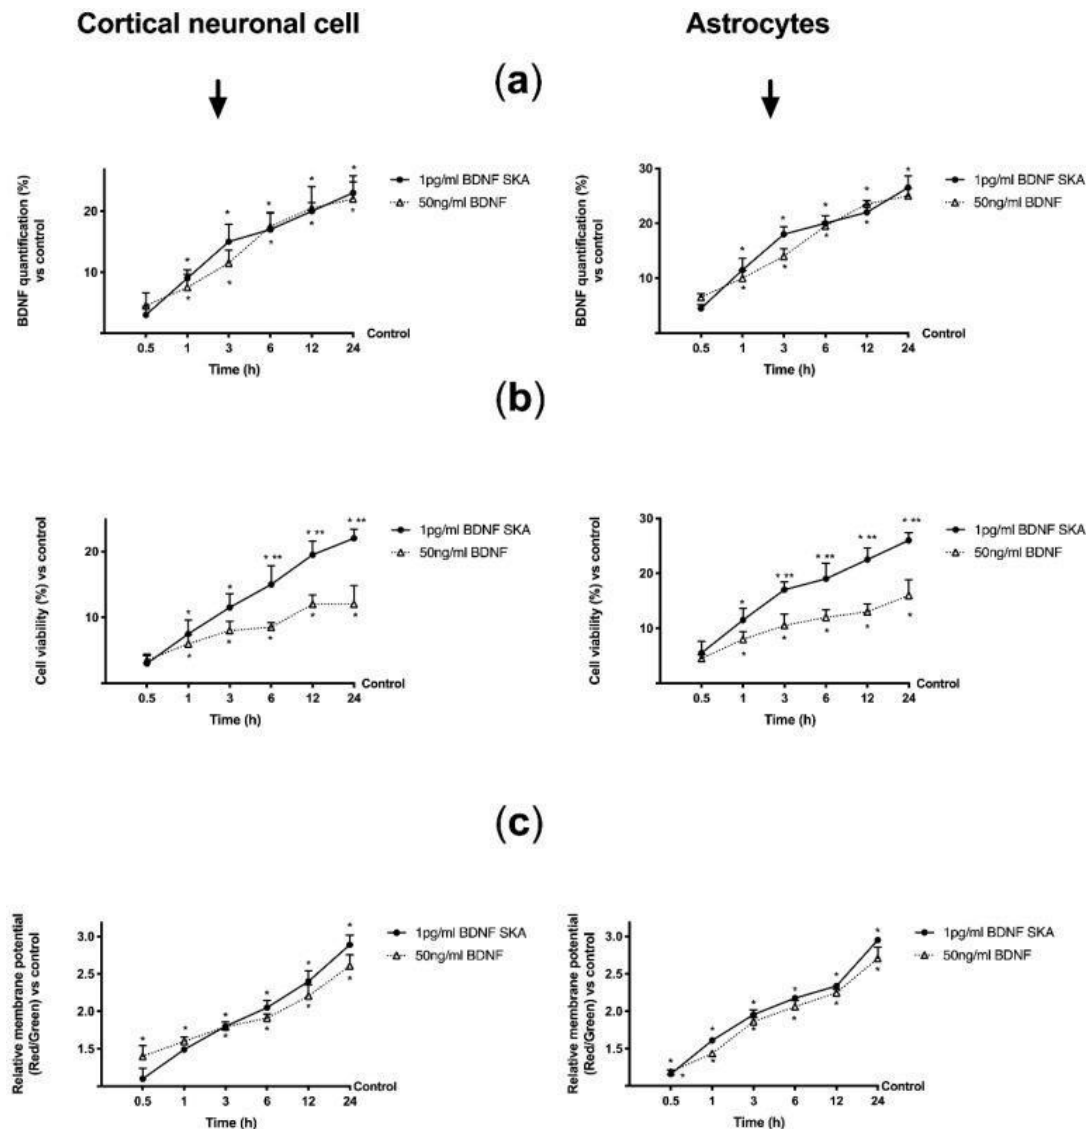 Cortical neuronal cell
Astrocytes
(a)
BDNF quantification (%)
vs control
20
10
* * * * * * * * * *
1pg/ml BDNF SKA
50ng/ml BDNF
Control
0.5 1 3 6 12 24
Time (h)
BDNF quantification (%)
vs control
30
20
10
* * * * * * * * *
1pg/ml BDNF SKA
50ng/ml BDNF
Control
0.5 1 3 6 12 24
Time (h)
(b)
Cell viability (%) vs control
20
10
* * * ** * ** * **
* * * * *
1pg/ml BDNF SKA
50ng/ml BDNF
Control
0.5 1 3 6 12 24
Time (h)
Cell viability (%) vs control
30
20
10
* * ** * ** * ** * **
* * * * *
1pg/ml BDNF SKA
50ng/ml BDNF
Control
0.5 1 3 6 12 24
Time (h)
(c)
Relative membrane potential
(Red/Green) vs control
3.0
2.5
2.0
1.5
* * * * * *
* * * *
1pg/ml BDNF SKA
50ng/ml BDNF
Control
0.5 1 3 6 12 24
Time (h)
Relative membrane potential
(Red/Green) vs control
3.0
2.5
2.0
1.5
* * * * * *
* * * * * *
1pg/ml BDNF SKA
50ng/ml BDNF
Control
0.5 1 3 6 12 24
Time (h)